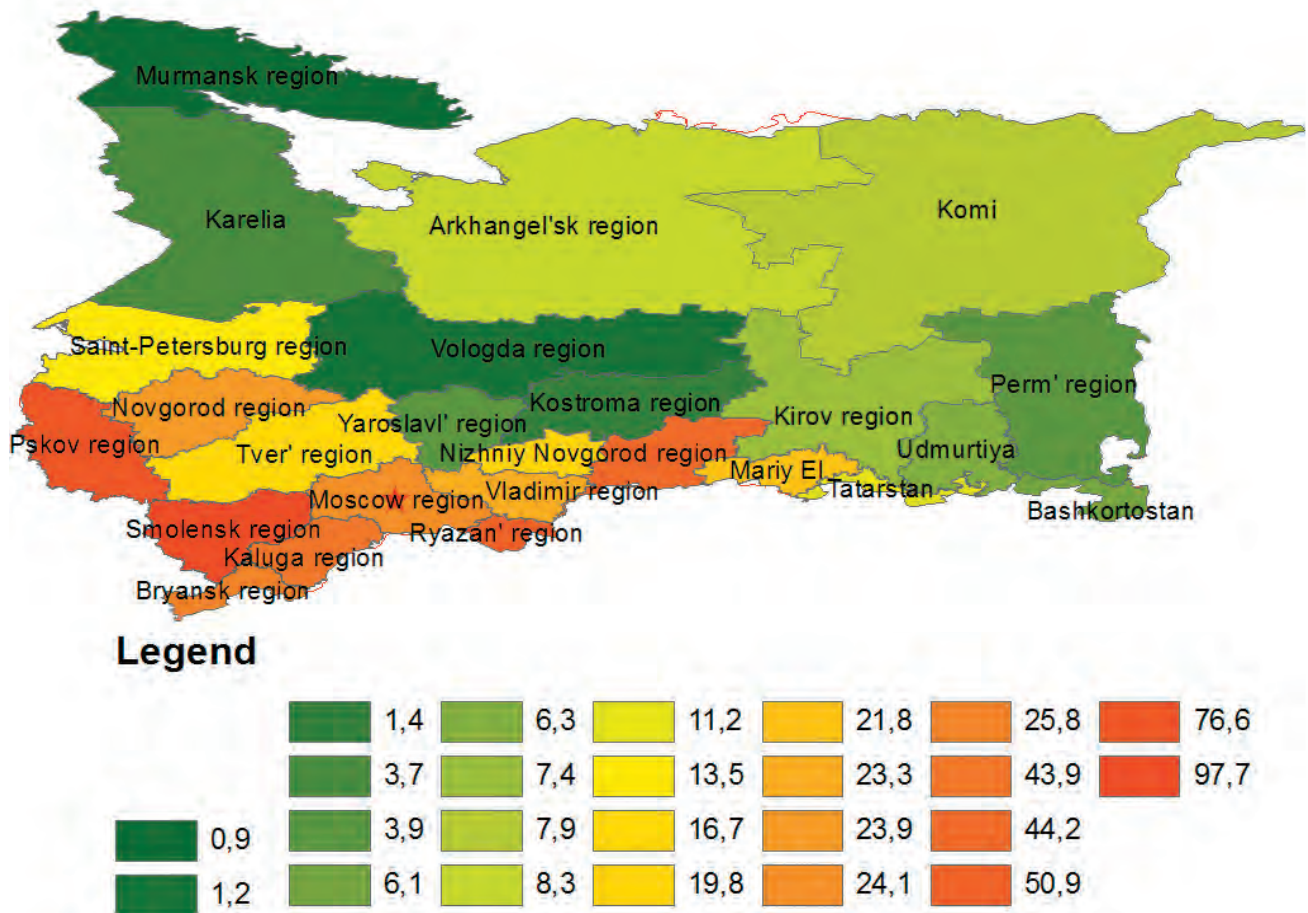 Murmansk region
Karelia
Arkhangel'sk region
Komi
Saint-Petersburg region
Vologda region
Perm' region
Novgorod region
Kostroma region
Yaroslavl' region
Kirov region
Pskov region
Tver' region
Nizhniy Novgorod region
Udmurtiya
Mariy El
Moscow region
Vladimir region
Tatarstan
Bashkortostan
Smolensk region
Ryazan' region
Kaluga region
Bryansk region
Legend
0,9
1,2
1,4
3,7
3,9
6,1
6,3
7,4
7,9
8,3
11,2
13,5
16,7
19,8
21,8
23,3
23,9
24,1
25,8
43,9
44,2
50,9
76,6
97,7